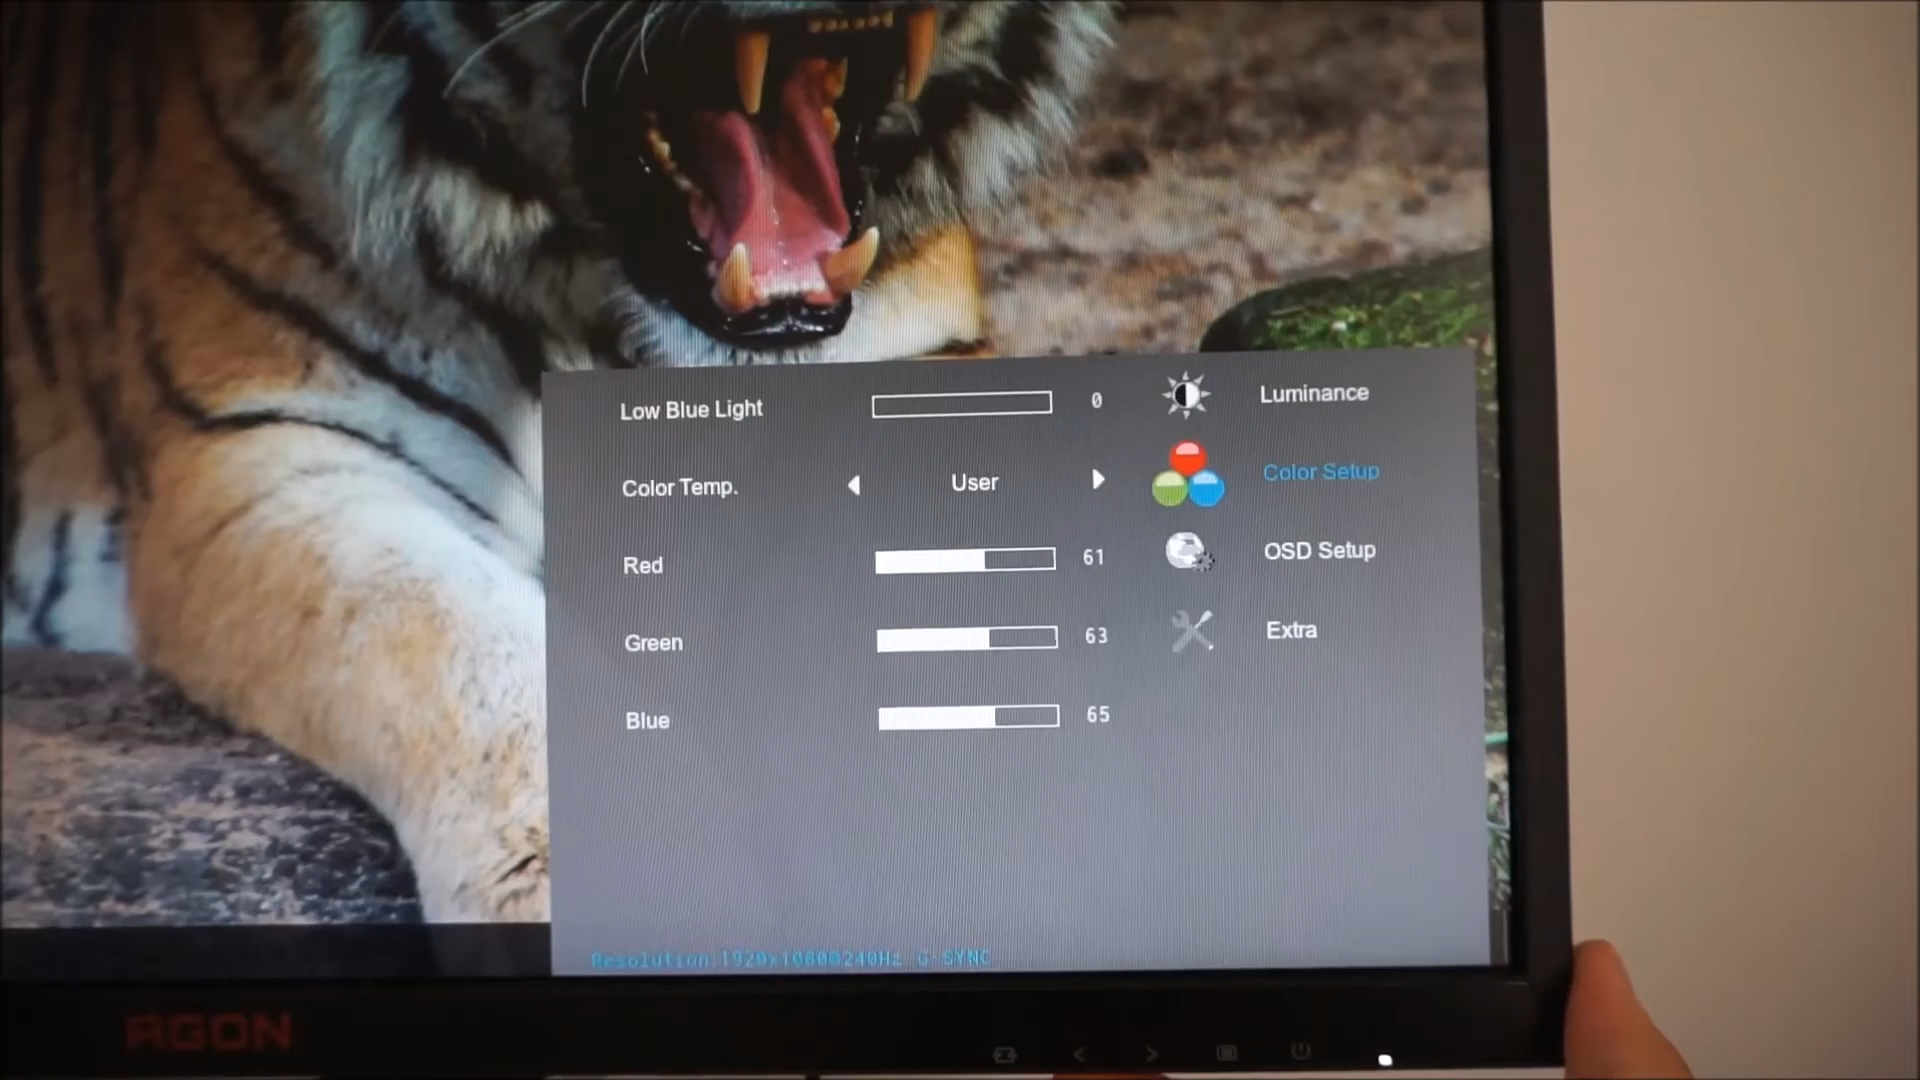 Low Blue Light 0 Luminance
Color Temp. User Color Setup
Red 61 OSD Setup
Green 63 Extra
Blue 65
Resolution:1920x1080@240Hz G-SYNC
AGON